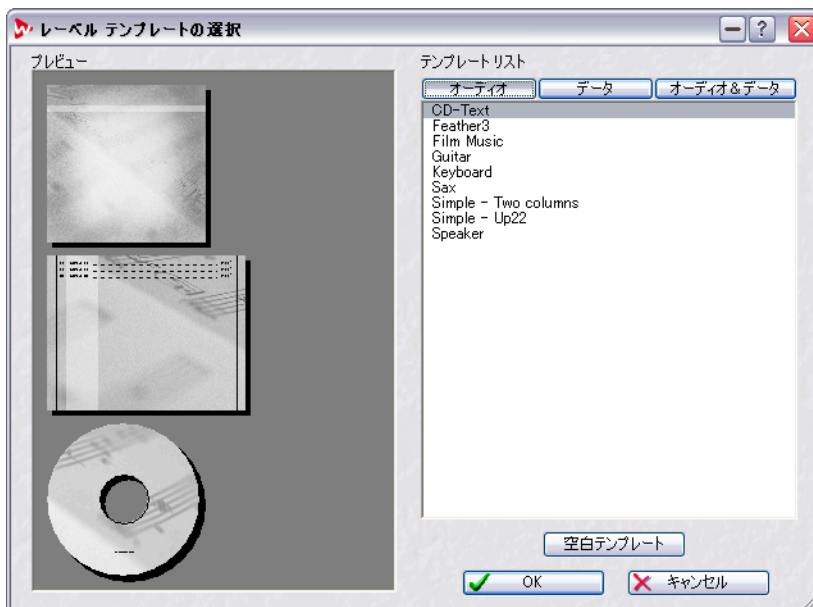 レーベル テンプレートの選択
プレビュー
テンプレートリスト
オーディオ
データ
オーディオ&データ
CD-Text
Feather3
Film Music
Guitar
Keyboard
Sax
Simple - Two columns
Simple - Up22
Speaker
空白テンプレート
OK
キャンセル